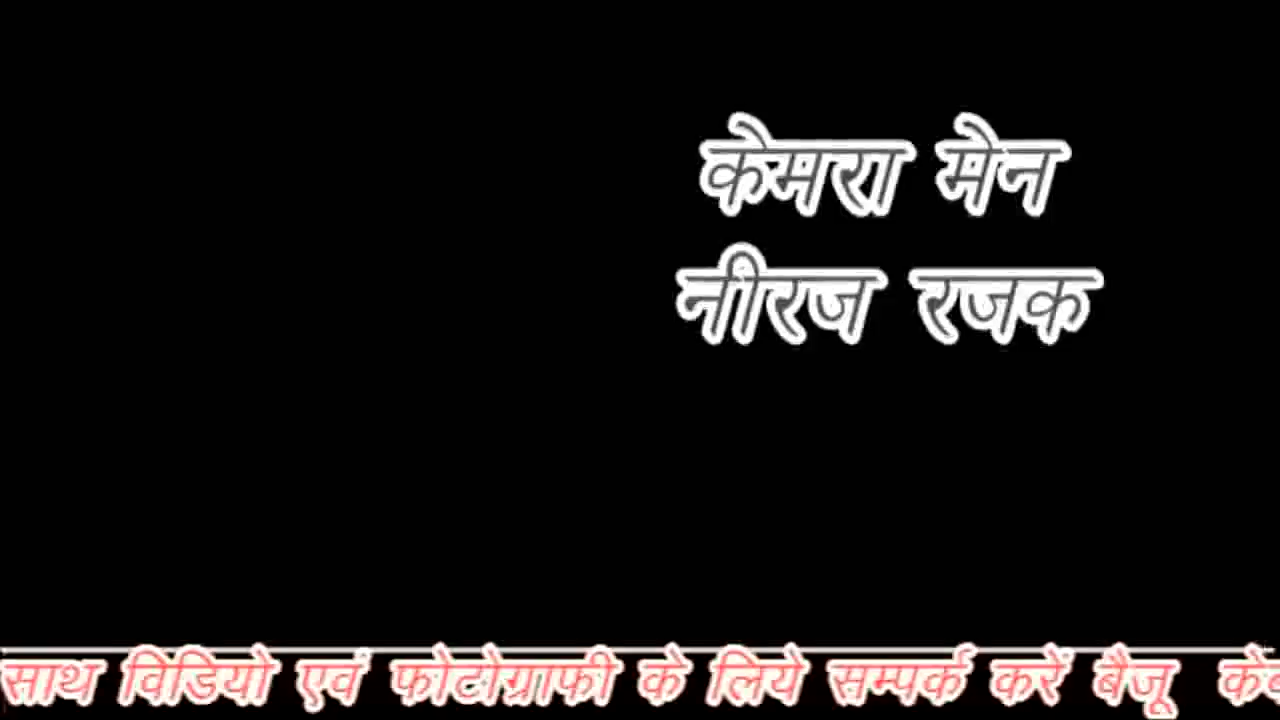 केमरा मेन
नीरज रजक
साथ विडियो एवं फोटोग्राफी के लिये सम्पर्क करें बैजू